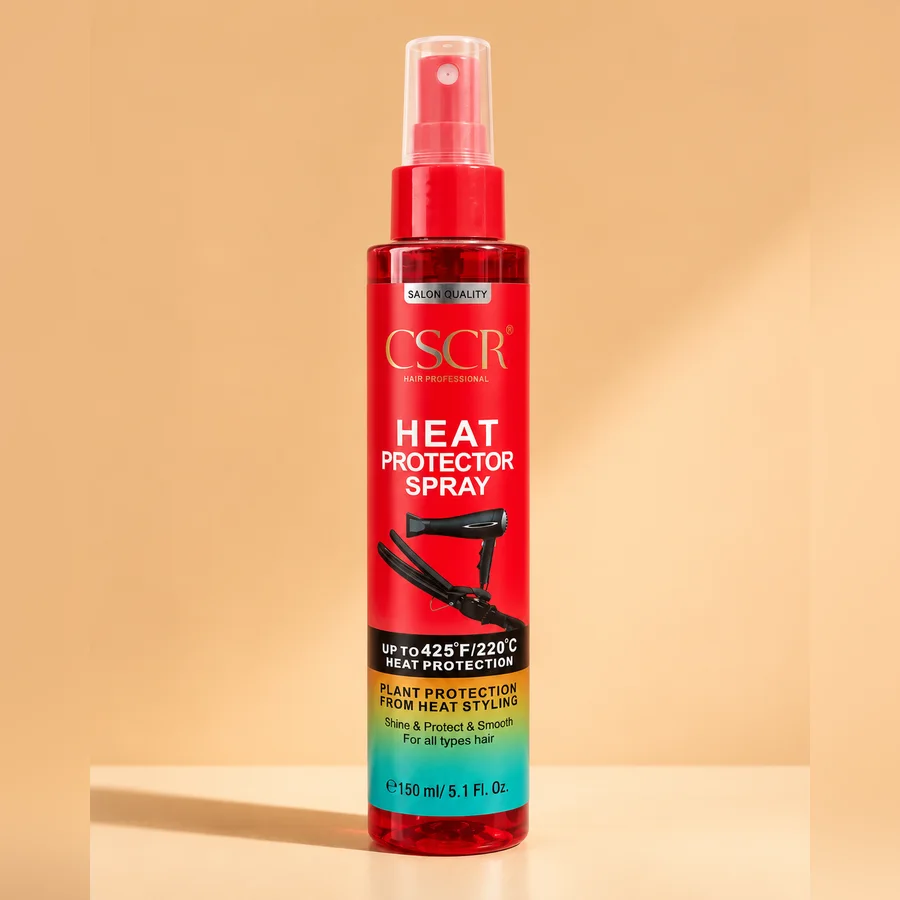 SALON QUALITY
CSCR®
HAIR PROFESSIONAL
HEAT
PROTECTOR
SPRAY
UP TO 425°F/220°C
HEAT PROTECTION
PLANT PROTECTION
FROM HEAT STYLING
Shine & Protect & Smooth
For all types hair
℮150 ml/ 5.1 Fl. Oz.